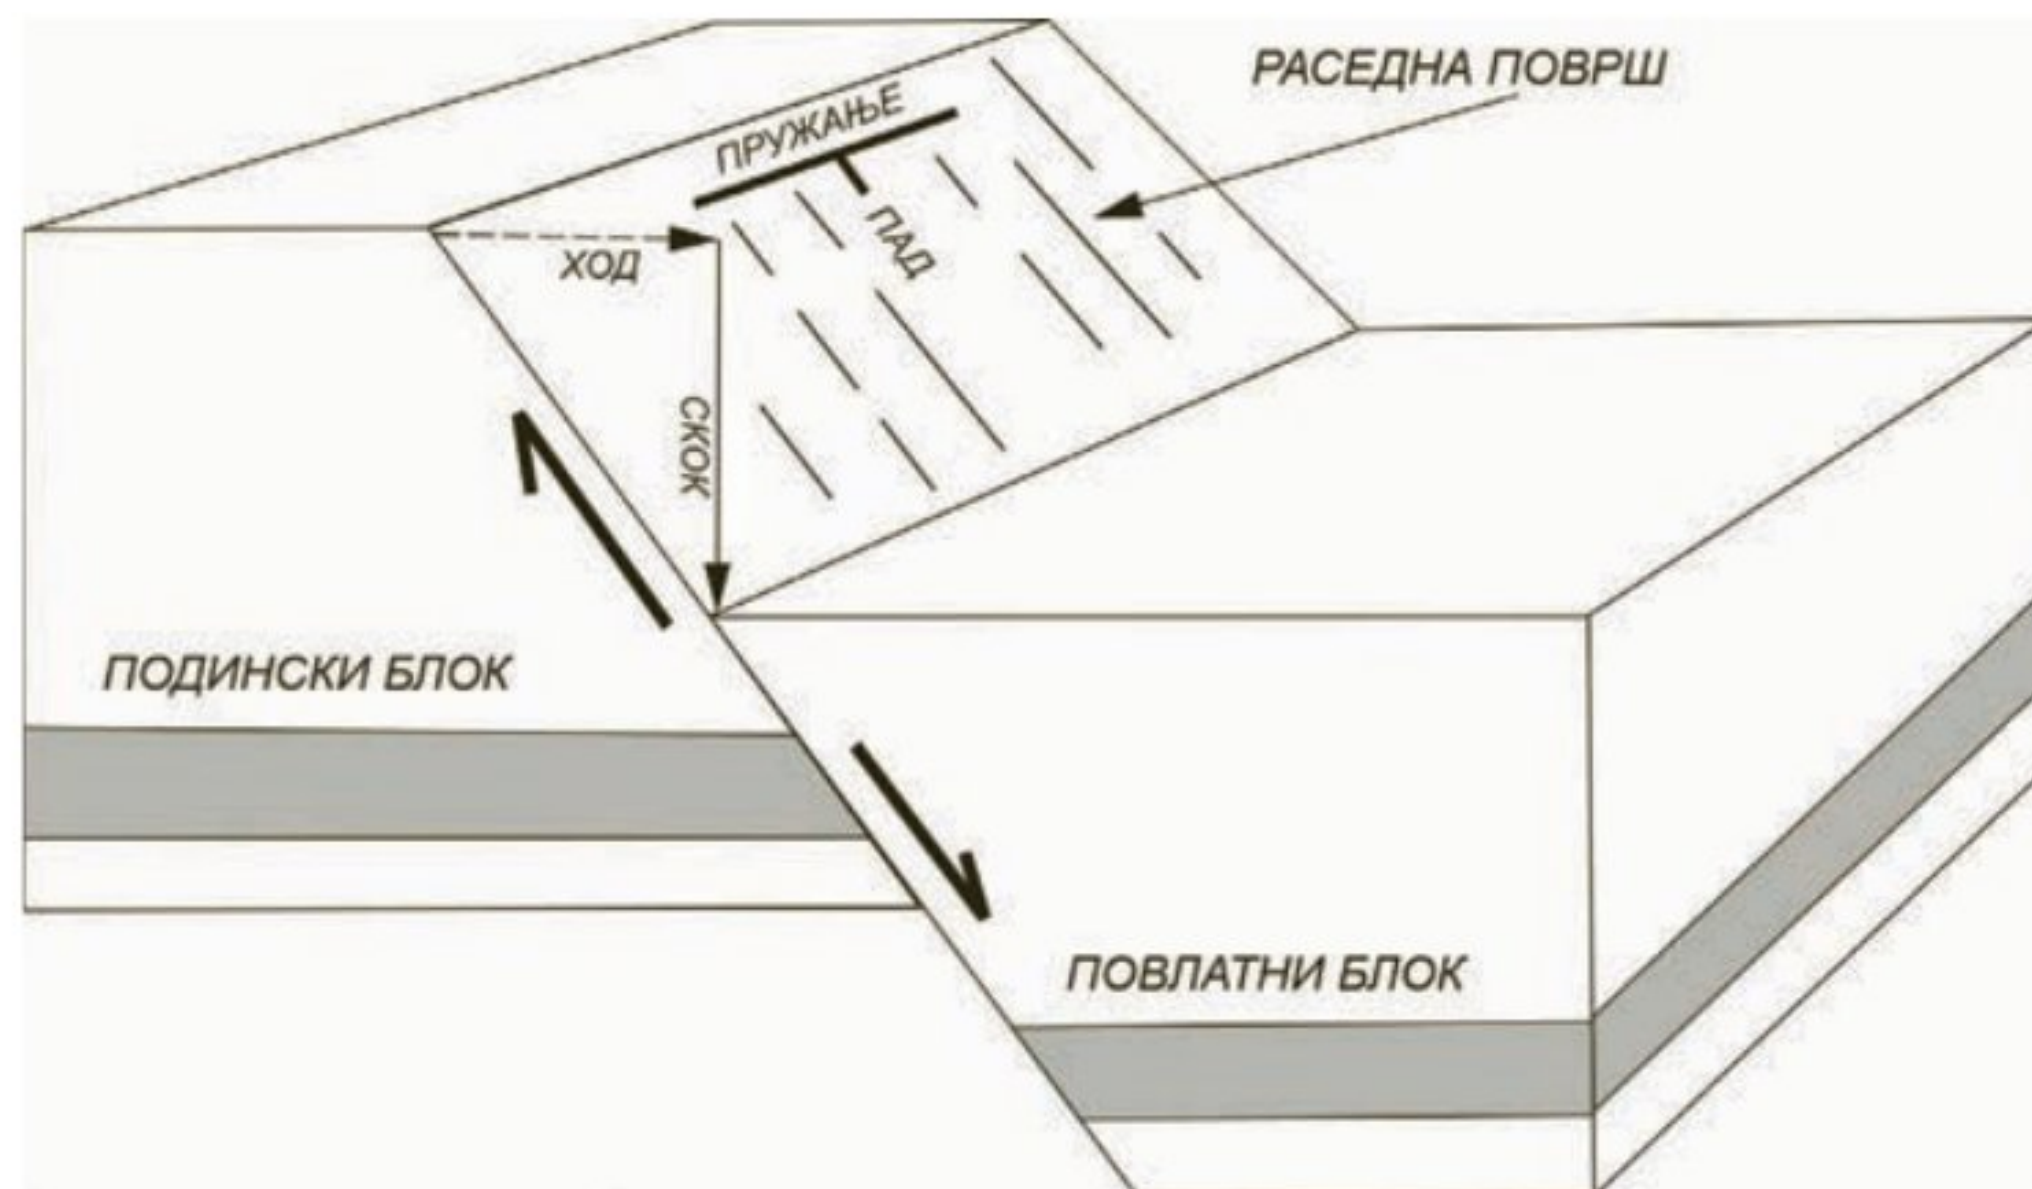 РАСЕДНА ПОВРШ
ПРУЖАЊЕ
ПАД
ХОД
СКОК
ПОДИНСКИ БЛОК
ПОВЛАТНИ БЛОК